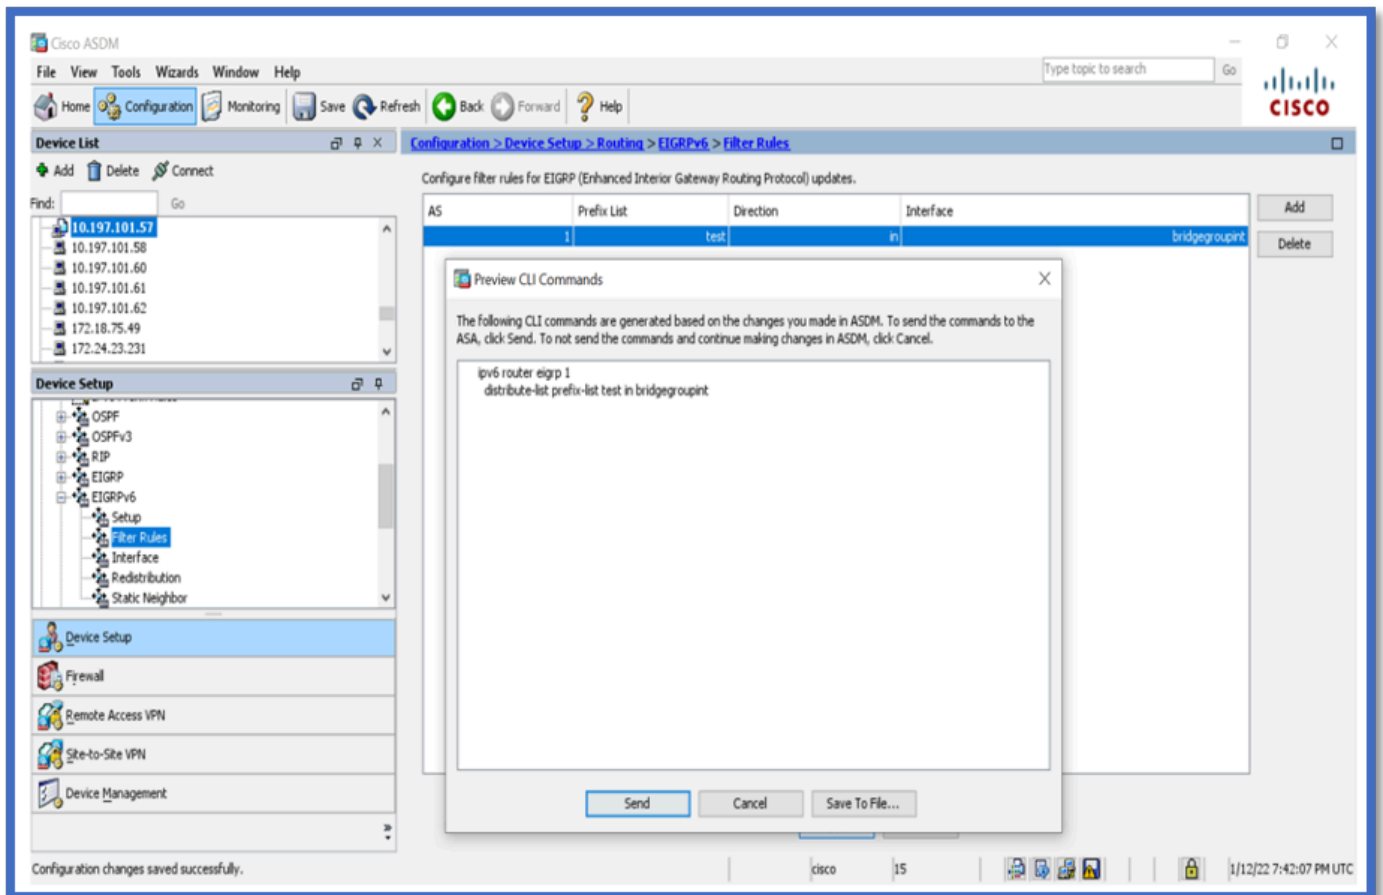 Cisco ASDM
File View Tools Wizards Window Help
Type topic to search Go
Home Configuration Monitoring Save Refresh Back Forward Help
CISCO
Device List
Add Delete Connect
Find: Go
10.197.101.57
10.197.101.58
10.197.101.60
10.197.101.61
10.197.101.62
172.18.75.49
172.24.23.231
Device Setup
OSPF
OSPFv3
RIP
EIGRP
EIGRPv6
Setup
Filter Rules
Interface
Redistribution
Static Neighbor
Device Setup
Firewall
Remote Access VPN
Site-to-Site VPN
Device Management
Configuration > Device Setup > Routing > EIGRPv6 > Filter Rules
Configure filter rules for EIGRP (Enhanced Interior Gateway Routing Protocol) updates.
AS Prefix List Direction Interface
1 test in bridgegroupint
Add
Delete
Preview CLI Commands
The following CLI commands are generated based on the changes you made in ASDM. To send the commands to the
ASA, click Send. To not send the commands and continue making changes in ASDM, click Cancel.
ipv6 router eigrp 1
distribute-list prefix-list test in bridgegroupint
Send Cancel Save To File...
Configuration changes saved successfully.
cisco 15 1/12/22 7:42:07 PM UTC